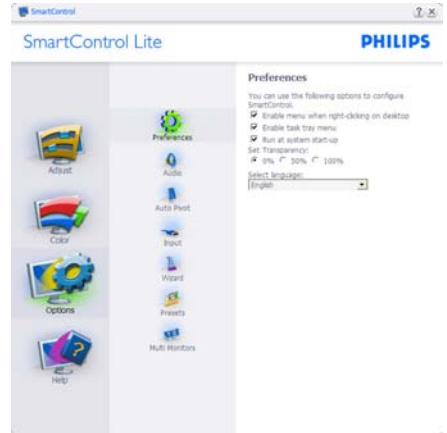 SmartControl
SmartControl Lite
PHILIPS
Adjust
Color
Options
Help
Preferences
Audio
Auto Pivot
Input
Wizard
Presets
Multi Monitors
Preferences
You can use the following options to configure
SmartControl.
Enable menu when right-clicking on desktop
Enable task tray menu
Run at system start-up
Set Transparency:
0% 50% 100%
Select language:
English